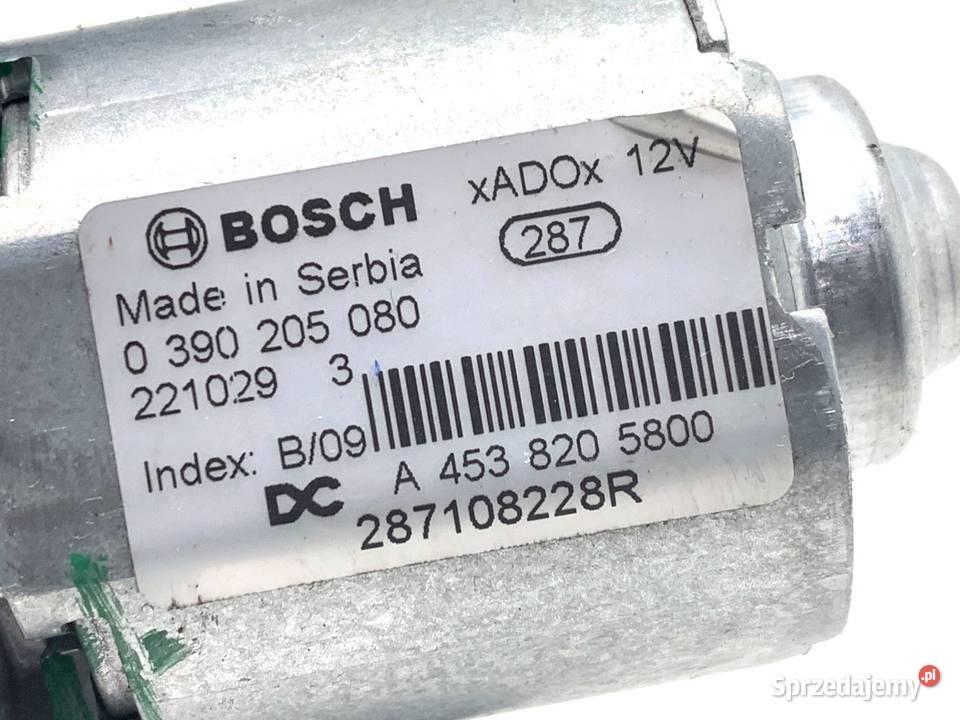 BOSCH xADOx 12V
287
Made in Serbia
0 390 205 080
221029 3
Index: B/09
A 453 820 5800
DC 287108228R
Sprzedajemy.pl